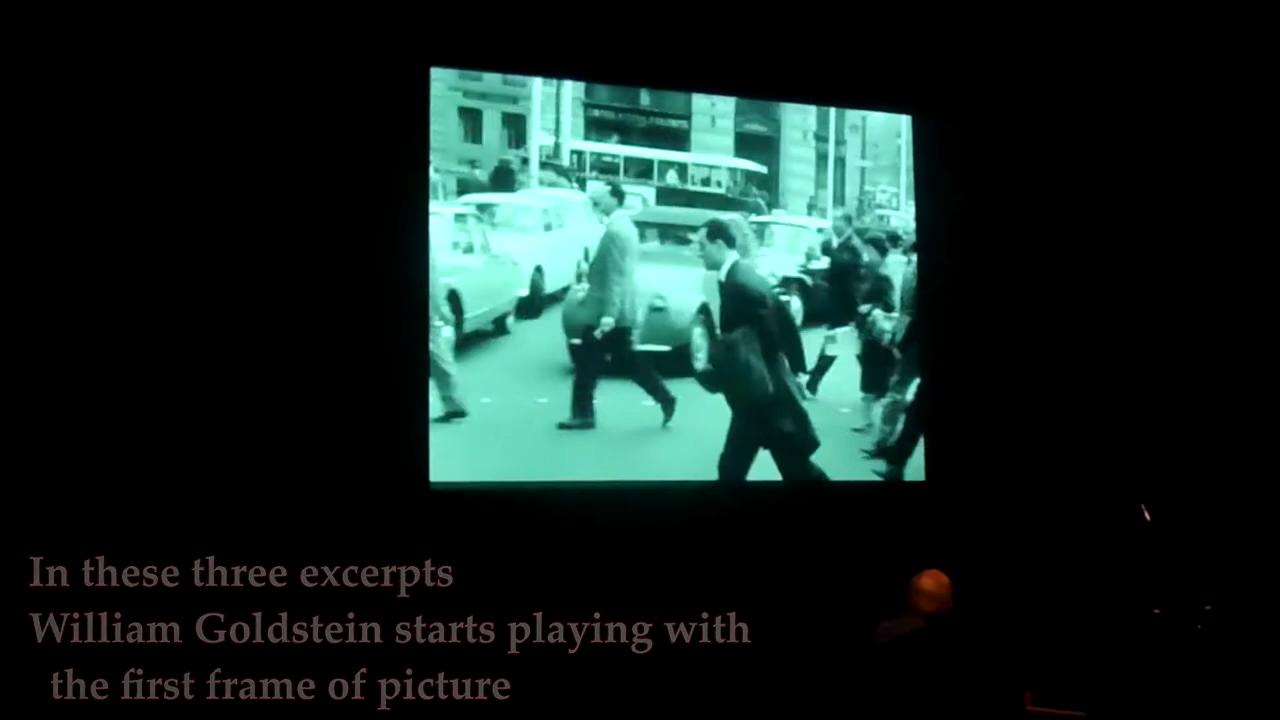 In these three excerpts
William Goldstein starts playing with
the first frame of picture